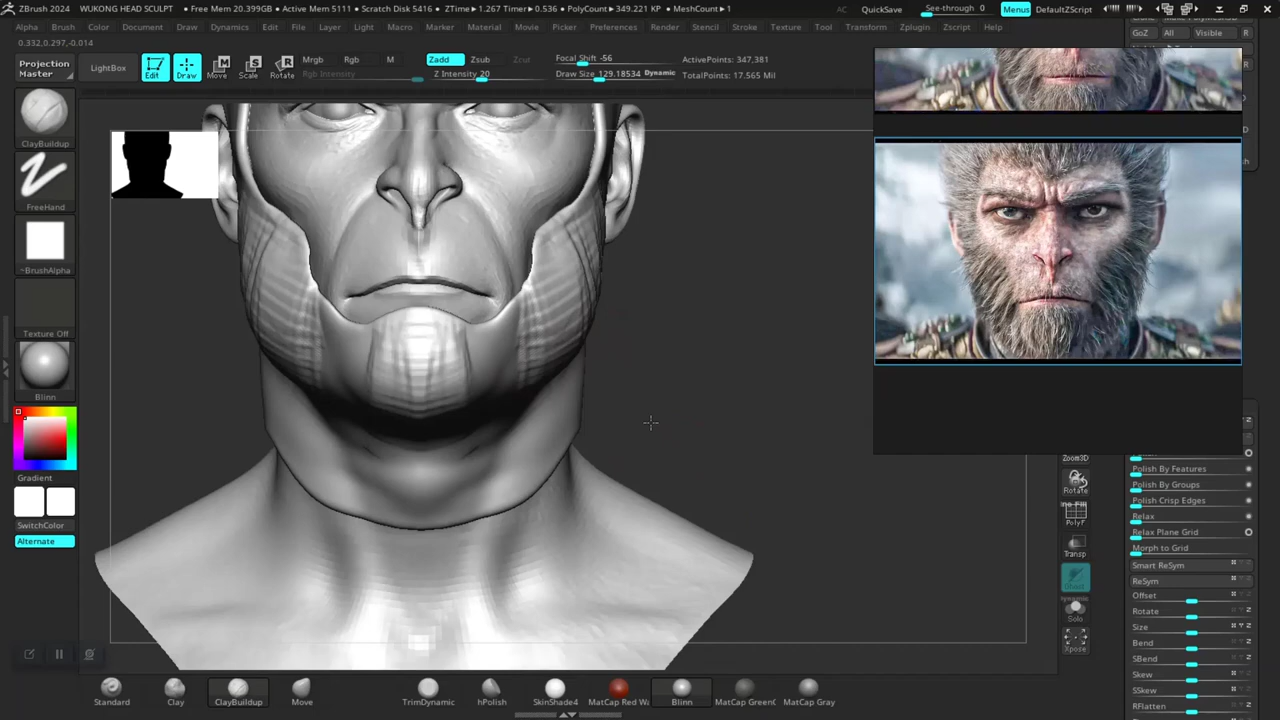 ZBrush 2024 WUKONG HEAD SCULPT • Free Mem 20.399GB • Active Mem 5111 • Scratch Disk 5416 • ZTime▸1.267 Timer▸0.536 • PolyCount▸349.221 KP • MeshCount▸1 AC QuickSave See-through 0 Menus DefaultZScript
Alpha Brush Color Document Draw Dynamics Edit File Layer Light Macro Marker Material Movie Picker Preferences Render Stencil Stroke Texture Tool Transform Zplugin Zscript Help
0.332,0.297,-0.014
GoZ All Visible R
Projection
Master
LightBox
Edit
Draw
Move
Scale
Rotate
Mrgb Rgb M
Rgb Intensity
Zadd Zsub Zcut
Z Intensity 20
Focal Shift -56
Draw Size 129.18534 Dynamic
ActivePoints: 347,381
TotalPoints: 17.565 Mil
ClayBuildup
FreeHand
~BrushAlpha
Texture Off
Blinn
Gradient
SwitchColor
Alternate
Zoom3D
Rotate
PolyF
Transp
Ghost
Dynamic
Solo
Xpose
Polish By Features
Polish By Groups
Polish Crisp Edges
Relax
Relax Plane Grid
Morph to Grid
Smart ReSym
ReSym
Offset
Rotate
Size
Bend
SBend
Skew
SSkew
RFlatten
Standard
Clay
ClayBuildup
Move
TrimDynamic
hPolish
SkinShade4
MatCap Red Wa
Blinn
MatCap GreenC
MatCap Gray